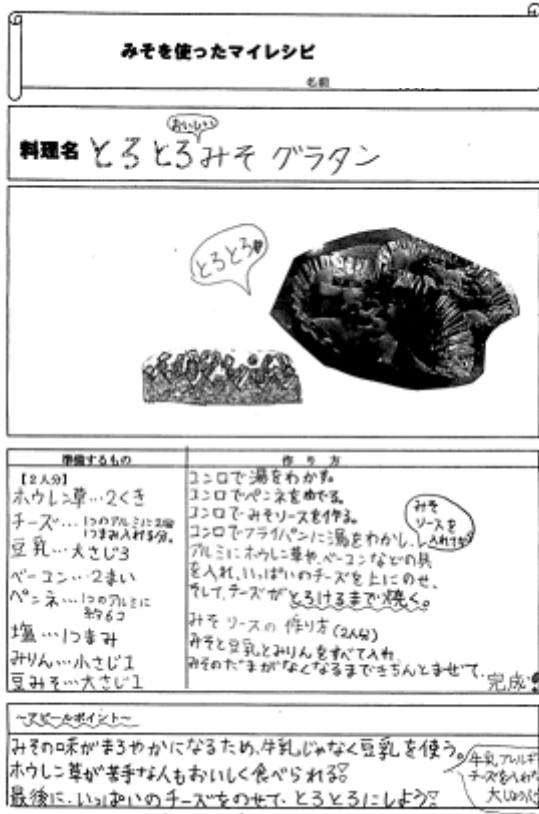 みそを使ったマイレシピ
名前
おいしい
料理名 とろとろみそグラタン
とろとろ
準備するもの
【2人分】
ホウレン草…2くき
チーズ…1つのアルミに2回
つまみ入れる分。
豆乳…大さじ3
ベーコン…2まい
ペンネ…1つのアルミに
約6コ
塩…1つまみ
みりん…小さじ1
豆みそ…大さじ1
作り方
コンロで湯をわかす。
コンロでペンネをゆでる。
コンロでみそソースを作る。
コンロでフライパンに湯をわかし、
みそ
ソースを
アルミにホウレン草や、ベーコンなどの具
を入れ、いっぱいのチーズを上にのせ、
そして、チーズがとろけるまで焼く。
みそソースの作り方(2人分)
みそと豆乳とみりんをすべて入れ
みそのだまがなくなるまできちんとまぜて、
完成
~アピールポイント~
みその味がまろやかになるため、牛乳じゃなく豆乳を使う。
ホウレン草が苦手な人もおいしく食べられる
最後に、いっぱいのチーズをのせて、とろとろにしよう
牛乳アレルギ
チーズを入れ
大じょうぶ